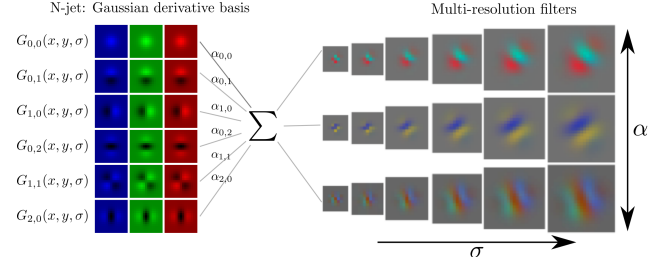 N-jet: Gaussian derivative basis
Multi-resolution filters
G₀,₀(x, y, σ)
G₀,₁(x, y, σ)
G₁,₀(x, y, σ)
G₀,₂(x, y, σ)
G₁,₁(x, y, σ)
G₂,₀(x, y, σ)
α₀,₀
α₀,₁
α₁,₀
α₀,₂
α₁,₁
α₂,₀
∑
α
σ